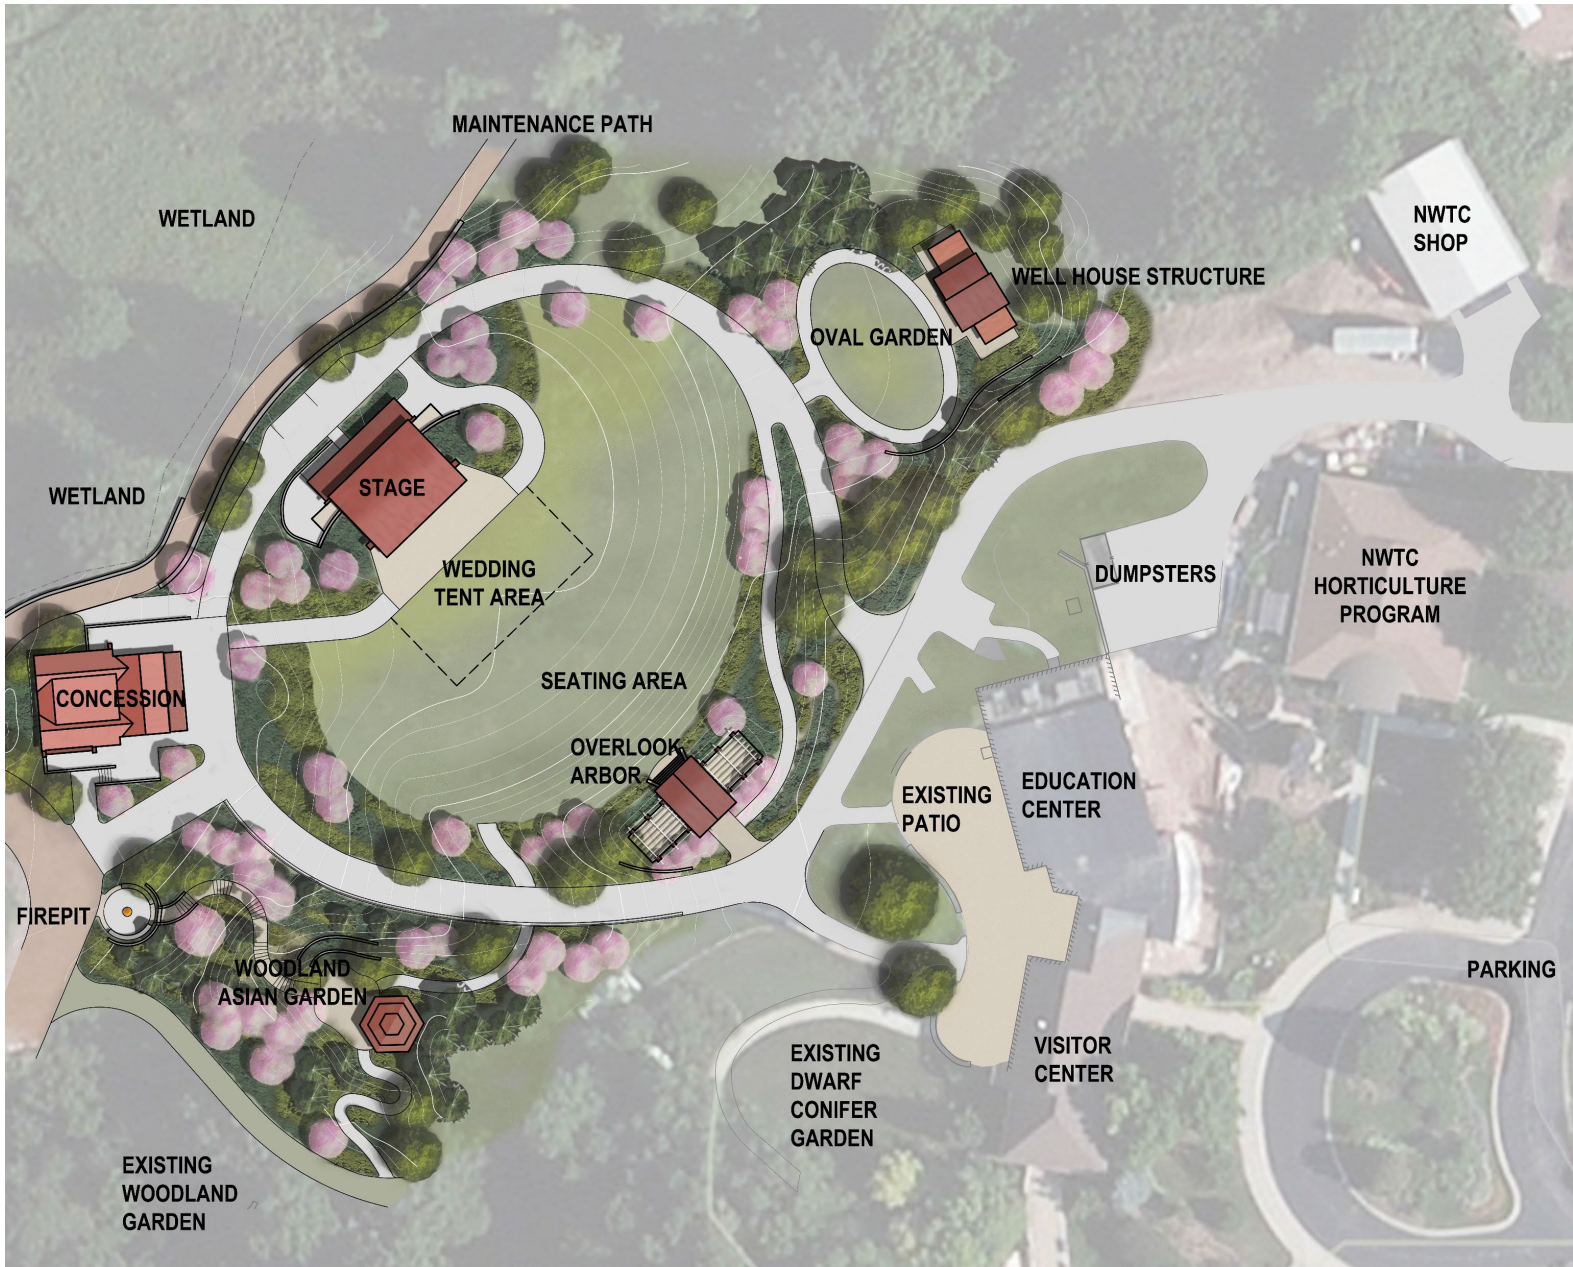 MAINTENANCE PATH
WETLAND
NWTC
SHOP
WELL HOUSE STRUCTURE
OVAL GARDEN
STAGE
WETLAND
WEDDING
TENT AREA
DUMPSTERS
NWTC
HORTICULTURE
PROGRAM
SEATING AREA
CONCESSION
OVERLOOK
ARBOR
EXISTING
PATIO
EDUCATION
CENTER
FIREPIT
WOODLAND
ASIAN GARDEN
PARKING
EXISTING
DWARF
CONIFER
GARDEN
VISITOR
CENTER
EXISTING
WOODLAND
GARDEN